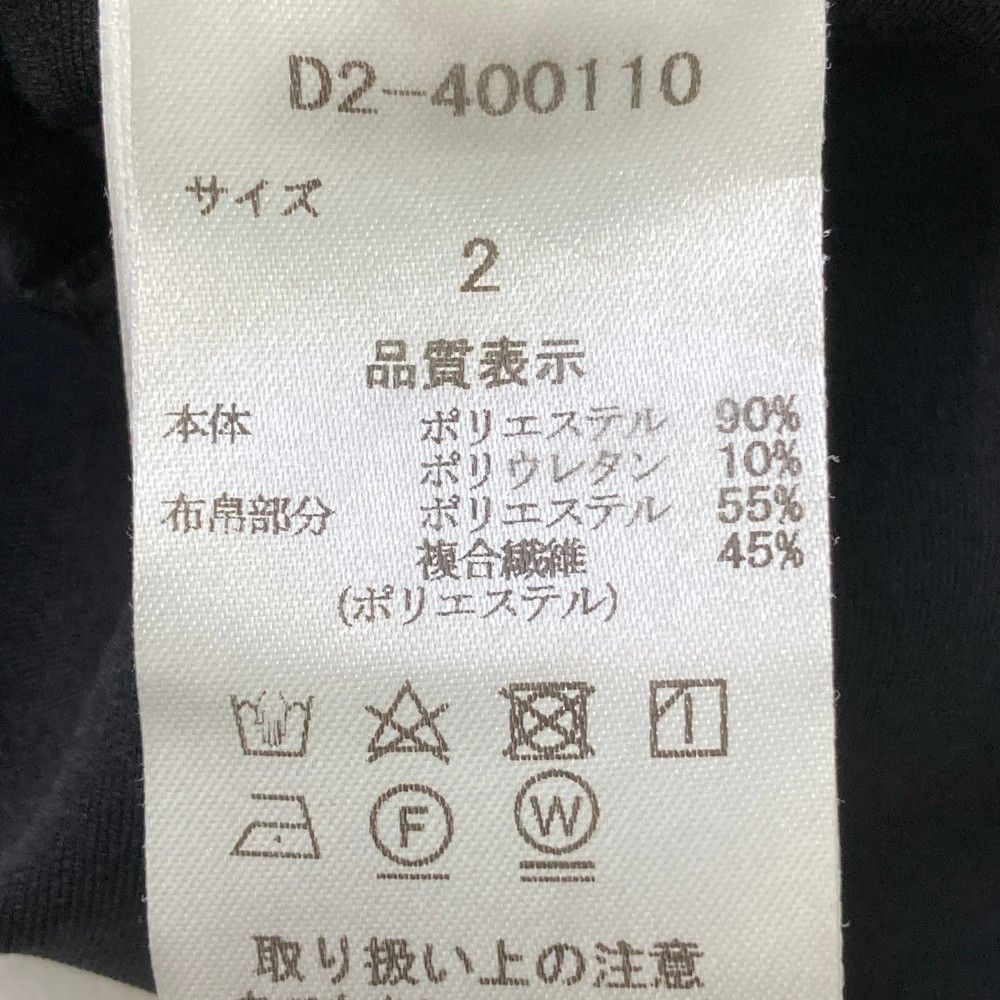 D2-400110
サイズ
2
品質表示
本体 ポリエステル 90%
ポリウレタン 10%
布帛部分 ポリエステル 55%
複合繊維 45%
(ポリエステル)
F
W
取り扱い上の注意